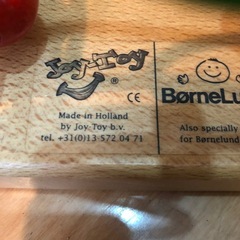 Joy Toy
®
CE
Made in Holland
by Joy-Toy b.v.
tel. +31(0)13 572 04 71
BørneLu
Also specially
for Børnelund